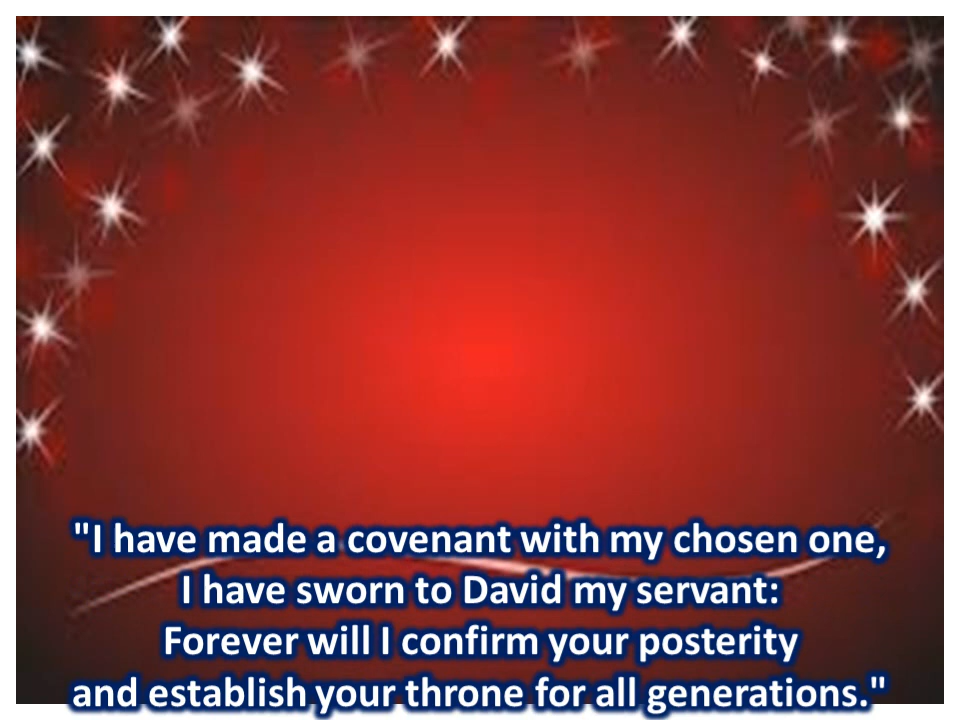 "I have made a covenant with my chosen one,
I have sworn to David my servant:
Forever will I confirm your posterity
and establish your throne for all generations."